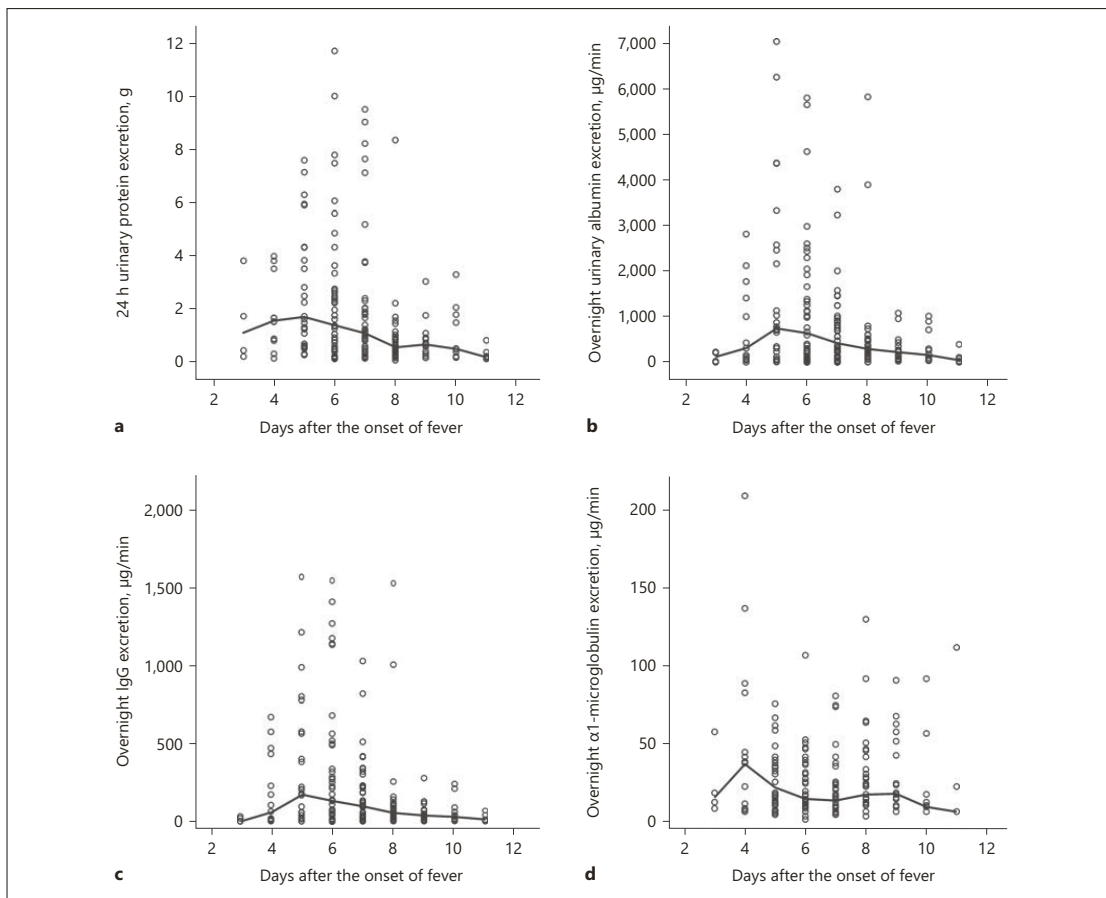 12
10
8
6
4
2
0
24 h urinary protein excretion, g
2 4 6 8 10 12
Days after the onset of fever
a
7,000
6,000
5,000
4,000
3,000
2,000
1,000
0
Overnight urinary albumin excretion, µg/min
2 4 6 8 10 12
Days after the onset of fever
b
2,000
1,500
1,000
500
0
Overnight IgG excretion, µg/min
2 4 6 8 10 12
Days after the onset of fever
c
200
150
100
50
0
Overnight α1-microglobulin excretion, µg/min
2 4 6 8 10 12
Days after the onset of fever
d